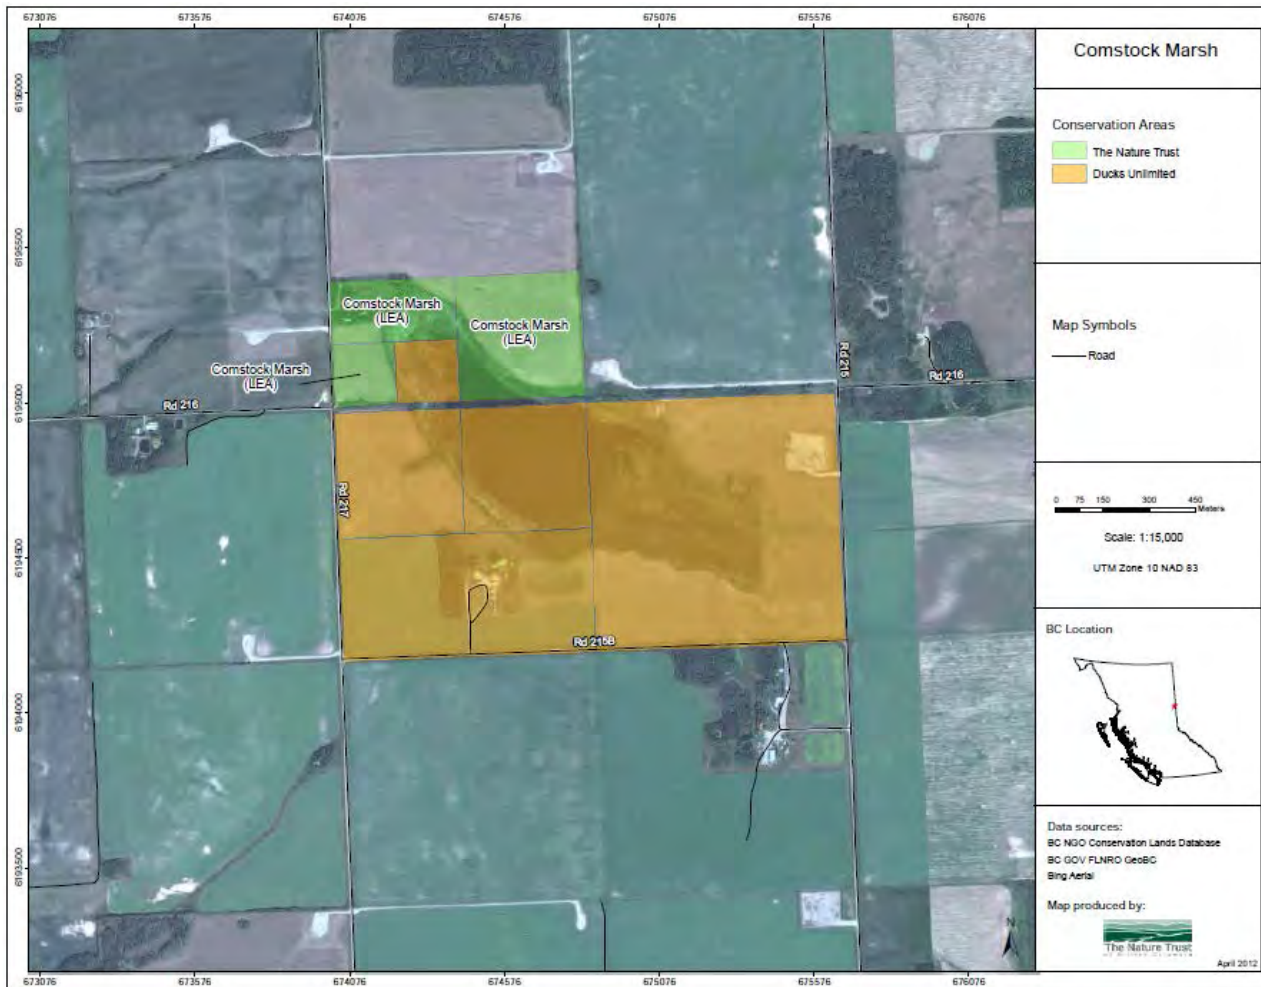 673076 673576 674076 674576 675076 675576 676076
Comstock Marsh
Conservation Areas
The Nature Trust
Ducks Unlimited
6196000
6195500
6195000
6194500
6194000
6193500
Comstock Marsh
(LEA)
Comstock Marsh
(LEA)
Comstock Marsh
(LEA)
Rd 216
Rd 215
Rd 216
Rd 217
Rd 215B
Map Symbols
Road
0 75 150 300 450
Meters
Scale: 1:15,000
UTM Zone 10 NAD 83
BC Location
Data sources:
BC NGO Conservation Lands Database
BC GOV FLNRO GeoBC
Bing Aerial
Map produced by:
N
The Nature Trust
April 2012
673076 673576 674076 674576 675076 675576 676076